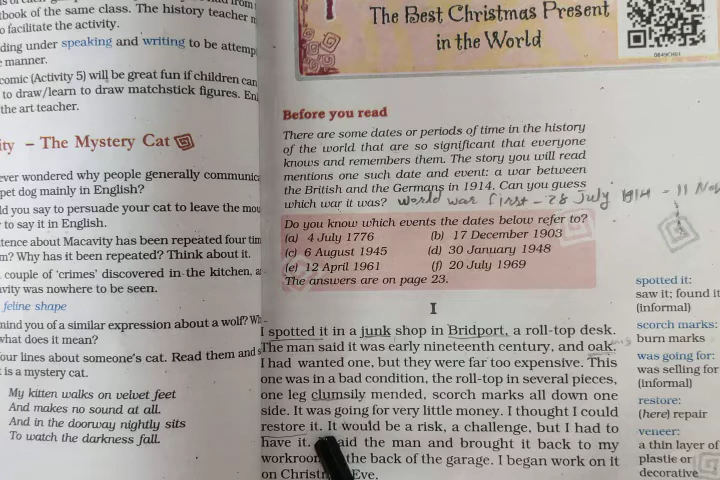 tbook of the same class. The history teacher
o facilitate the activity.
ding under speaking and writing to be attemp
manner.
comic (Activity 5) will be great fun if children can
to draw/learn to draw matchstick figures.
the art teacher.
ity – The Mystery Cat
ever wondered why people generally communica
pet dog mainly in English?
ld you say to persuade your cat to leave the mou
to say it in English.
tence about Macavity has been repeated four tim
m? Why has it been repeated? Think about it.
couple of 'crimes' discovered in the kitchen,
avity was nowhere to be seen.
feline shape
mind you of a similar expression about a wolf?
what does it mean?
our lines about someone's cat. Read them and
t is a mystery cat.
My kitten walks on velvet feet
And makes no sound at all.
And in the doorway nightly sits
To watch the darkness fall.
The Best Christmas Present
in the World
0849CH01
Before you read
There are some dates or periods of time in the history
of the world that are so significant that everyone
knows and remembers them. The story you will read
mentions one such date and event: a war between
the British and the Germans in 1914. Can you guess
which war it was? World war first – 28 July 1914 – 11 Nov
Do you know which events the dates below refer to?
(a) 4 July 1776 (b) 17 December 1903
(c) 6 August 1945 (d) 30 January 1948
(e) 12 April 1961 (f) 20 July 1969
The answers are on page 23.
I
I spotted it in a junk shop in Bridport, a roll-top desk.
The man said it was early nineteenth century, and oak.
I had wanted one, but they were far too expensive. This
one was in a bad condition, the roll-top in several pieces,
one leg clumsily mended, scorch marks all down one
side. It was going for very little money. I thought I could
restore it. It would be a risk, a challenge, but I had to
have it. aid the man and brought it back to my
workroom the back of the garage. I began work on it
on Christm Eve.
spotted it:
saw it; found it
(informal)
scorch marks:
burn marks
was going for:
was selling for
(informal)
restore:
(here) repair
veneer:
a thin layer of
plastic or
decorative